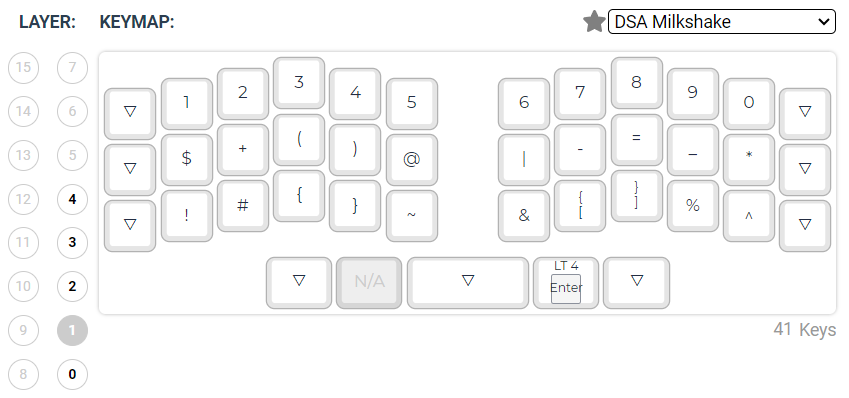 LAYER: KEYMAP: DSA Milkshake
15 7
14 6
13 5
12 4
11 3
10 2
9 1
8 0
▽ 1 2 3 4 5 6 7 8 9 0 ▽
▽ $ + ( ) @ | - = _ * ▽
▽ ! # { } ~ & { [ } ] % ^ ▽
▽ N/A ▽ LT 4 Enter ▽
41 Keys